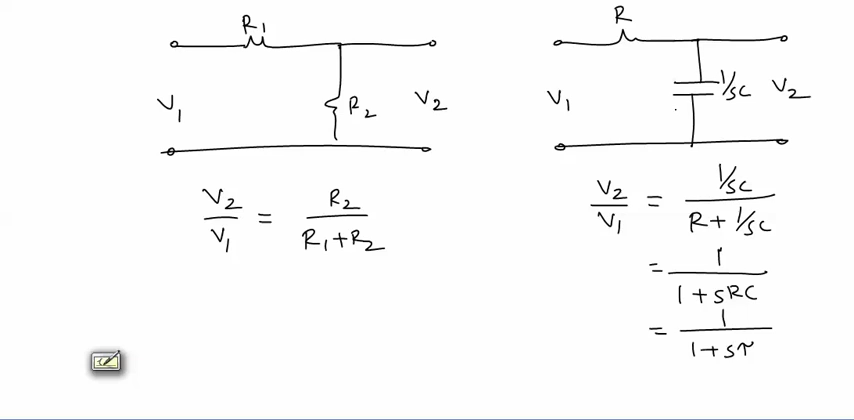 R₁
V₁ R₂ V₂
V₂/V₁ = R₂/(R₁+R₂)
R
V₁ 1/sC V₂
V₂/V₁ = (1/sC)/(R + 1/sC)
= 1/(1+sRC)
= 1/(1+sτ)